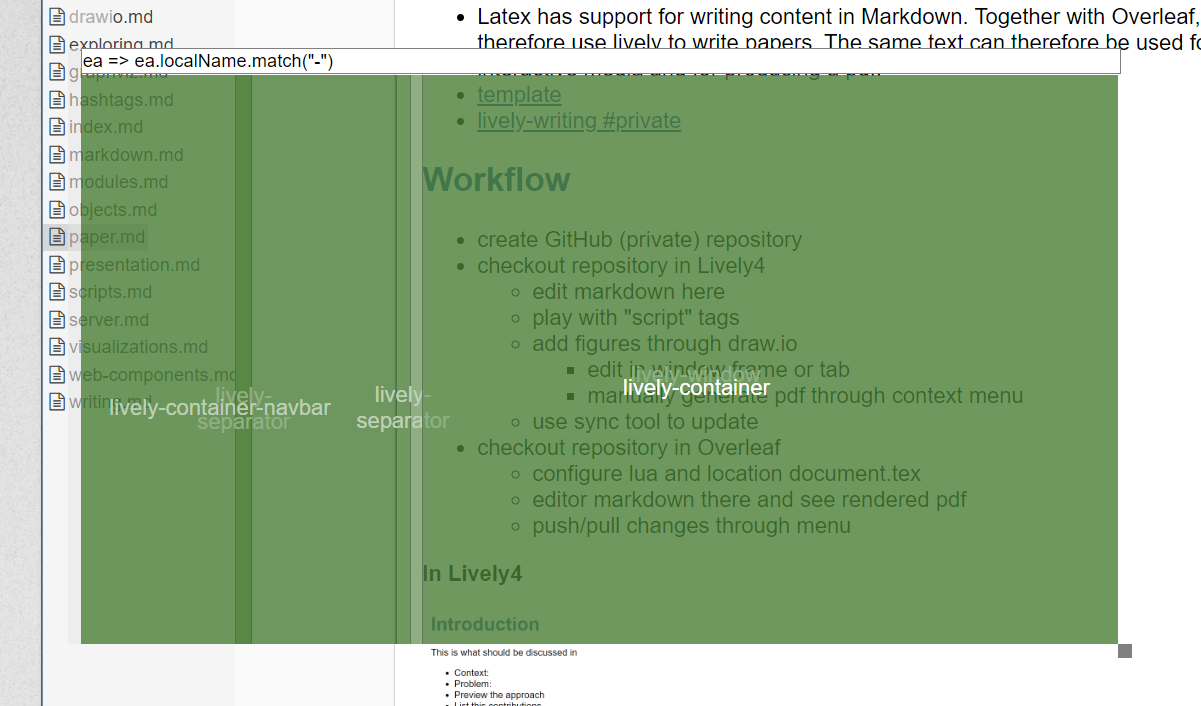 drawio.md
exploring.md
graphviz.md
hashtags.md
index.md
markdown.md
modules.md
objects.md
paper.md
presentation.md
scripts.md
server.md
visualizations.md
web-components.md
writing.md
ea => ea.localName.match("-")
• Latex has support for writing content in Markdown. Together with Overleaf,
therefore use lively to write papers. The same text can therefore be used fo
interactive media and for producing a pdf.
• template
• lively-writing #private
Workflow
• create GitHub (private) repository
• checkout repository in Lively4
◦ edit markdown here
◦ play with "script" tags
◦ add figures through draw.io
▪ edit in window frame or tab
▪ manually generate pdf through context menu
◦ use sync tool to update
• checkout repository in Overleaf
◦ configure lua and location document.tex
◦ editor markdown there and see rendered pdf
◦ push/pull changes through menu
lively-container-navbar
lively-separator
lively-separator
lively-window
lively-container
In Lively4
Introduction
This is what should be discussed in
• Context:
• Problem:
• Preview the approach
• List this contributions